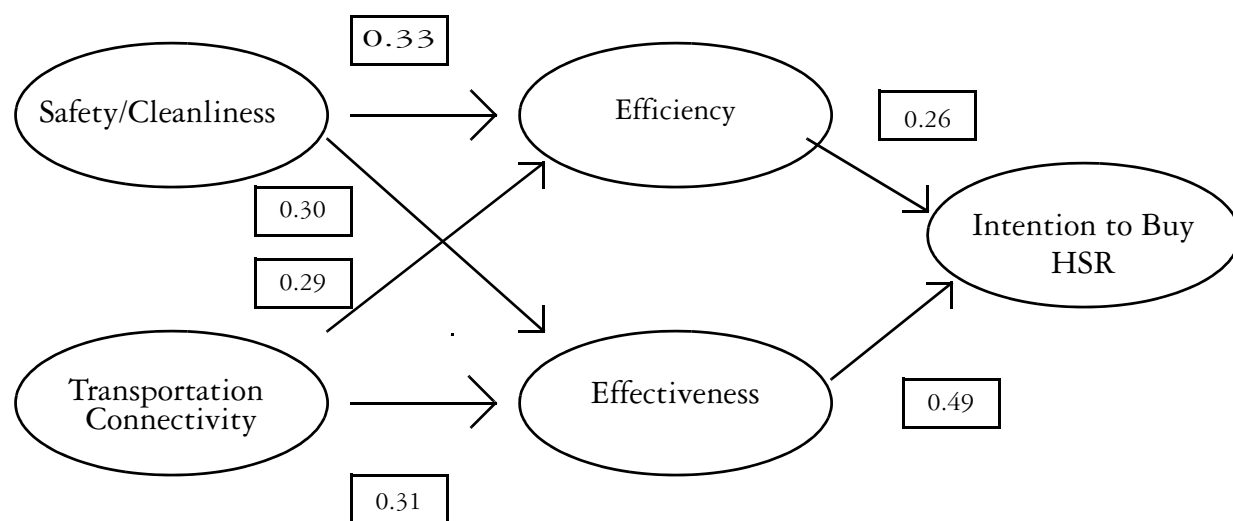 0.33
Safety/Cleanliness
Efficiency
0.26
0.30
Intention to Buy
HSR
0.29
Transportation
Connectivity
Effectiveness
0.49
0.31